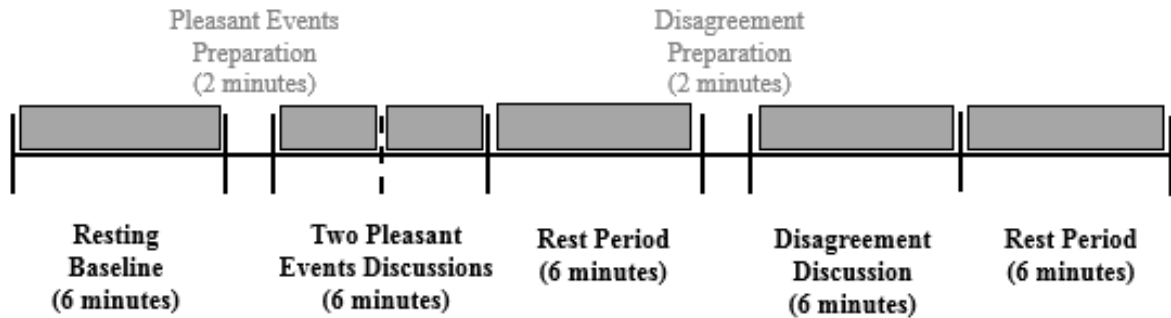 Pleasant Events
Preparation
(2 minutes)
Disagreement
Preparation
(2 minutes)
Resting
Baseline
(6 minutes)
Two Pleasant
Events Discussions
(6 minutes)
Rest Period
(6 minutes)
Disagreement
Discussion
(6 minutes)
Rest Period
(6 minutes)